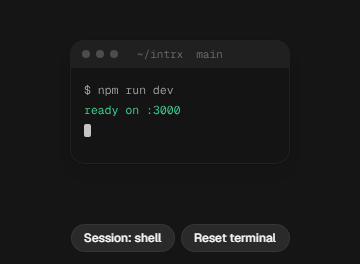 ~/intrx main
$ npm run dev
ready on :3000
Session: shell
Reset terminal